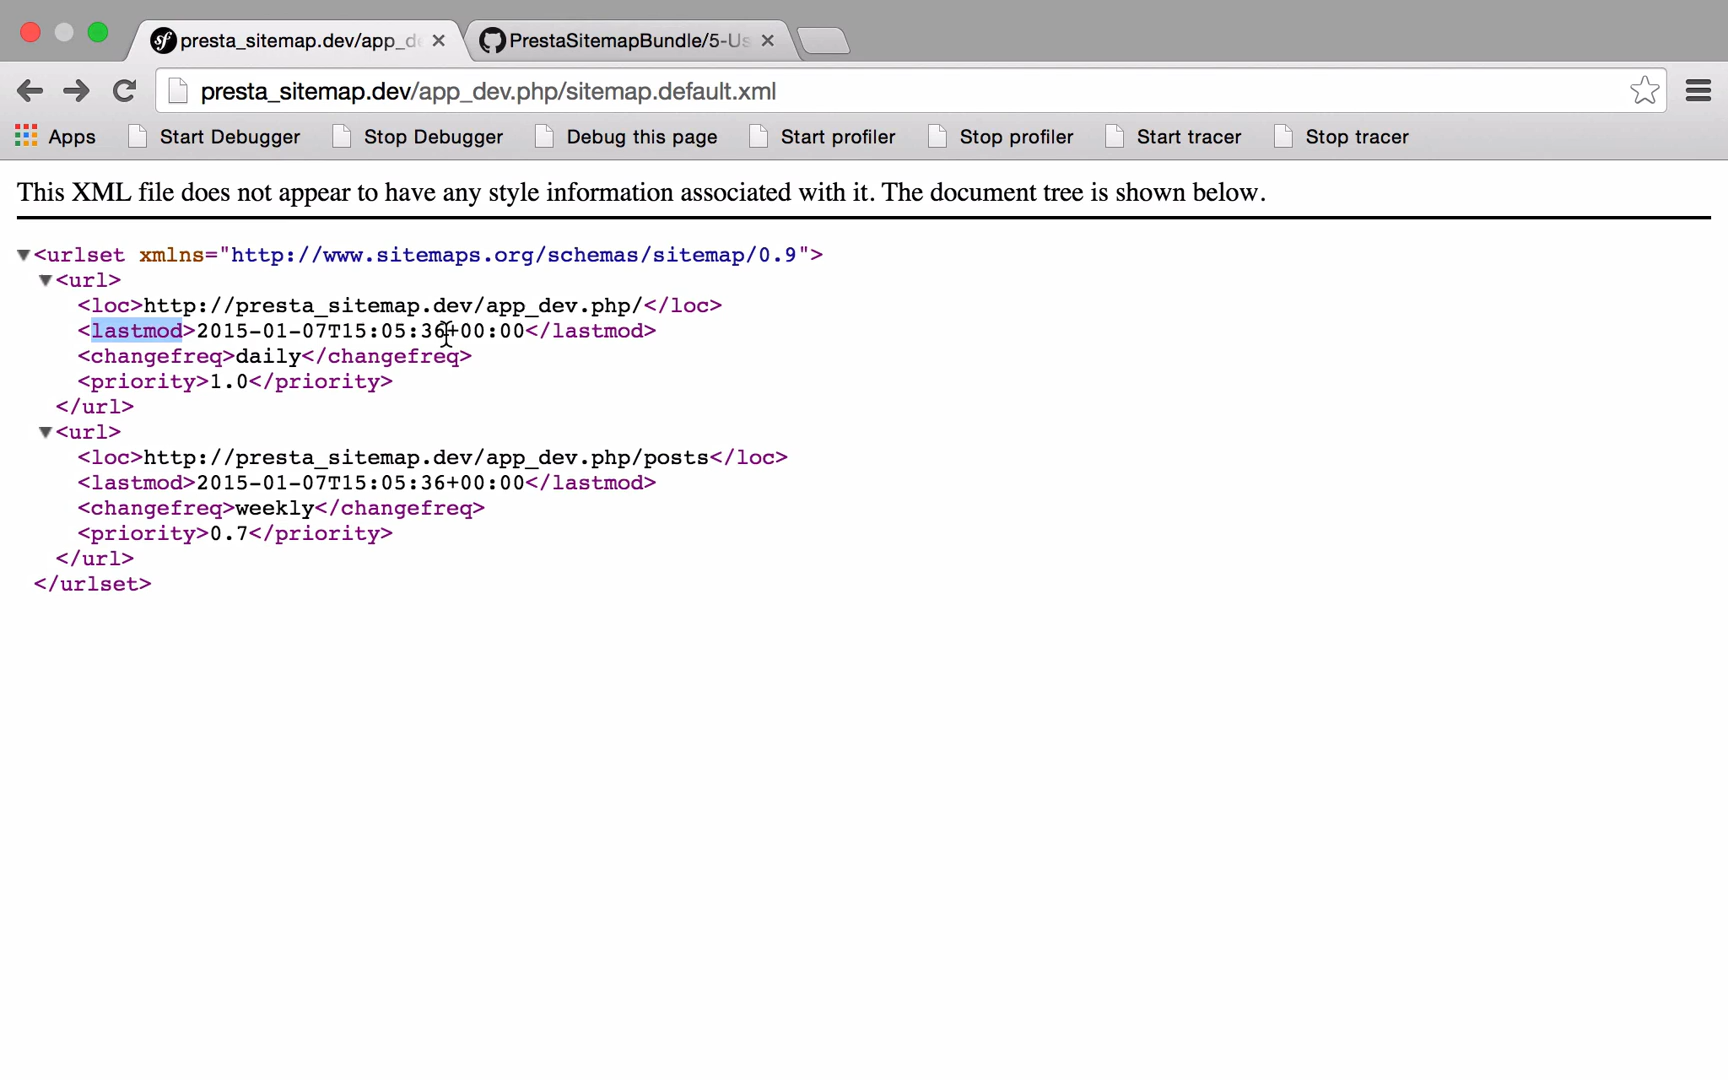 presta_sitemap.dev/app_de
PrestaSitemapBundle/5-Us
presta_sitemap.dev/app_dev.php/sitemap.default.xml
Apps Start Debugger Stop Debugger Debug this page Start profiler Stop profiler Start tracer Stop tracer
This XML file does not appear to have any style information associated with it. The document tree is shown below.
<urlset xmlns="http://www.sitemaps.org/schemas/sitemap/0.9">
<url>
<loc>http://presta_sitemap.dev/app_dev.php/</loc>
<lastmod>2015-01-07T15:05:36+00:00</lastmod>
<changefreq>daily</changefreq>
<priority>1.0</priority>
</url>
<url>
<loc>http://presta_sitemap.dev/app_dev.php/posts</loc>
<lastmod>2015-01-07T15:05:36+00:00</lastmod>
<changefreq>weekly</changefreq>
<priority>0.7</priority>
</url>
</urlset>